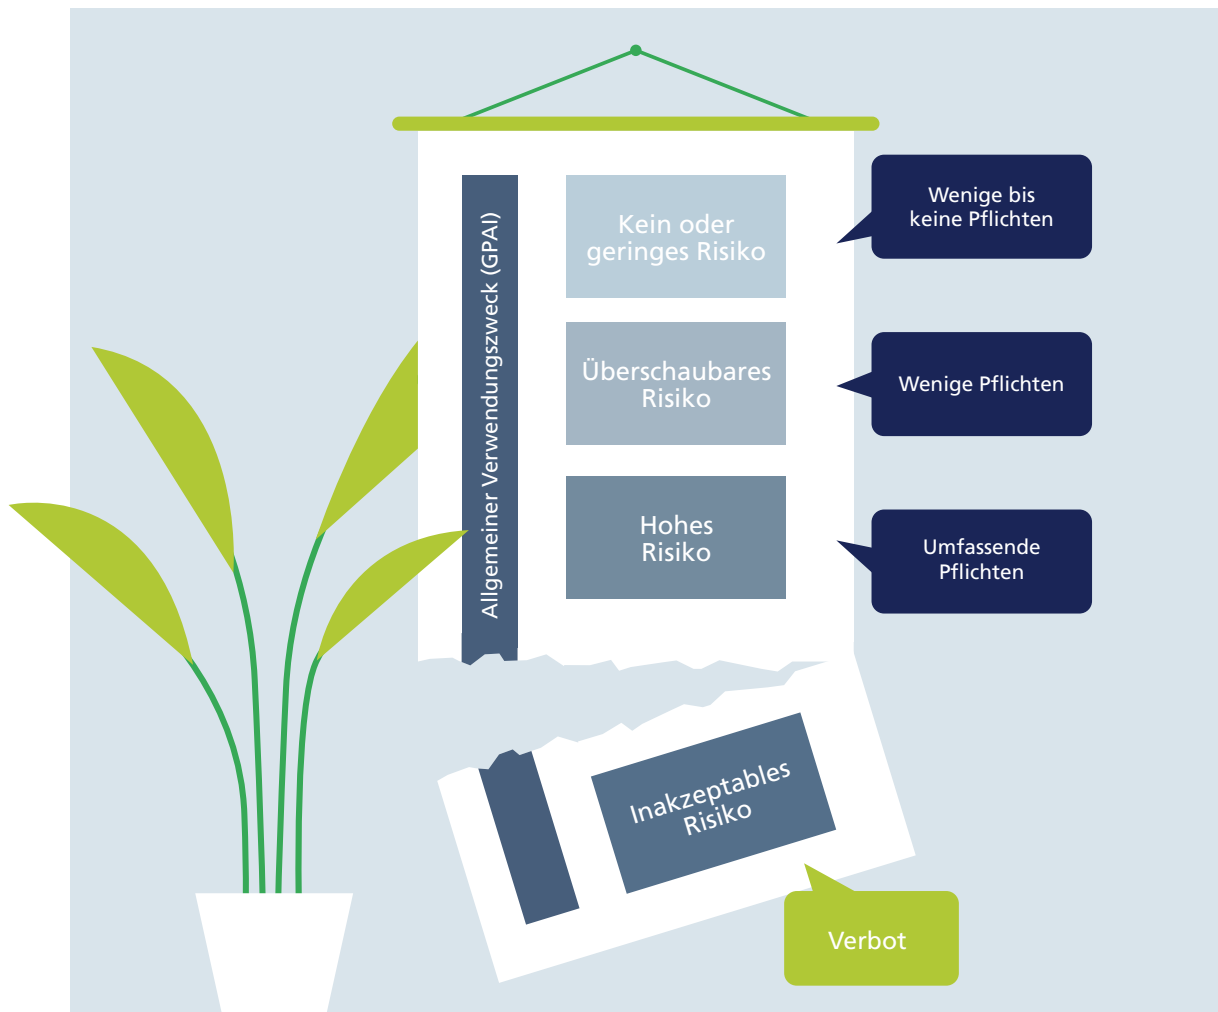 Allgemeiner Verwendungszweck (GPAI)
Kein oder
geringes Risiko
Wenige bis
keine Pflichten
Überschaubares
Risiko
Wenige Pflichten
Hohes
Risiko
Umfassende
Pflichten
Inakzeptables
Risiko
Verbot